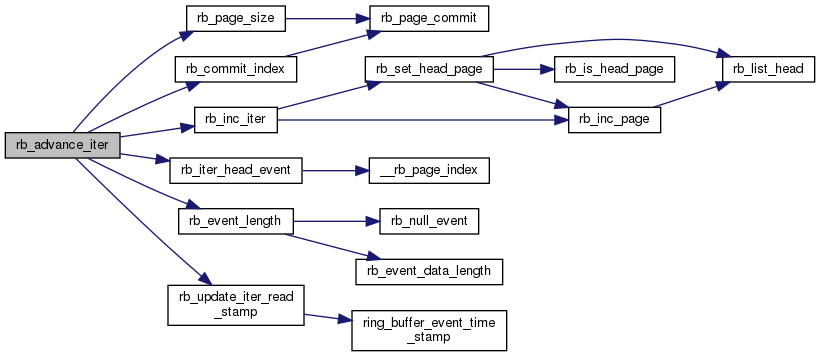 rb_page_size
rb_page_commit
rb_commit_index
rb_set_head_page
rb_is_head_page
rb_list_head
rb_inc_iter
rb_inc_page
rb_advance_iter
rb_iter_head_event
__rb_page_index
rb_event_length
rb_null_event
rb_event_data_length
rb_update_iter_read
_stamp
ring_buffer_event_time
_stamp